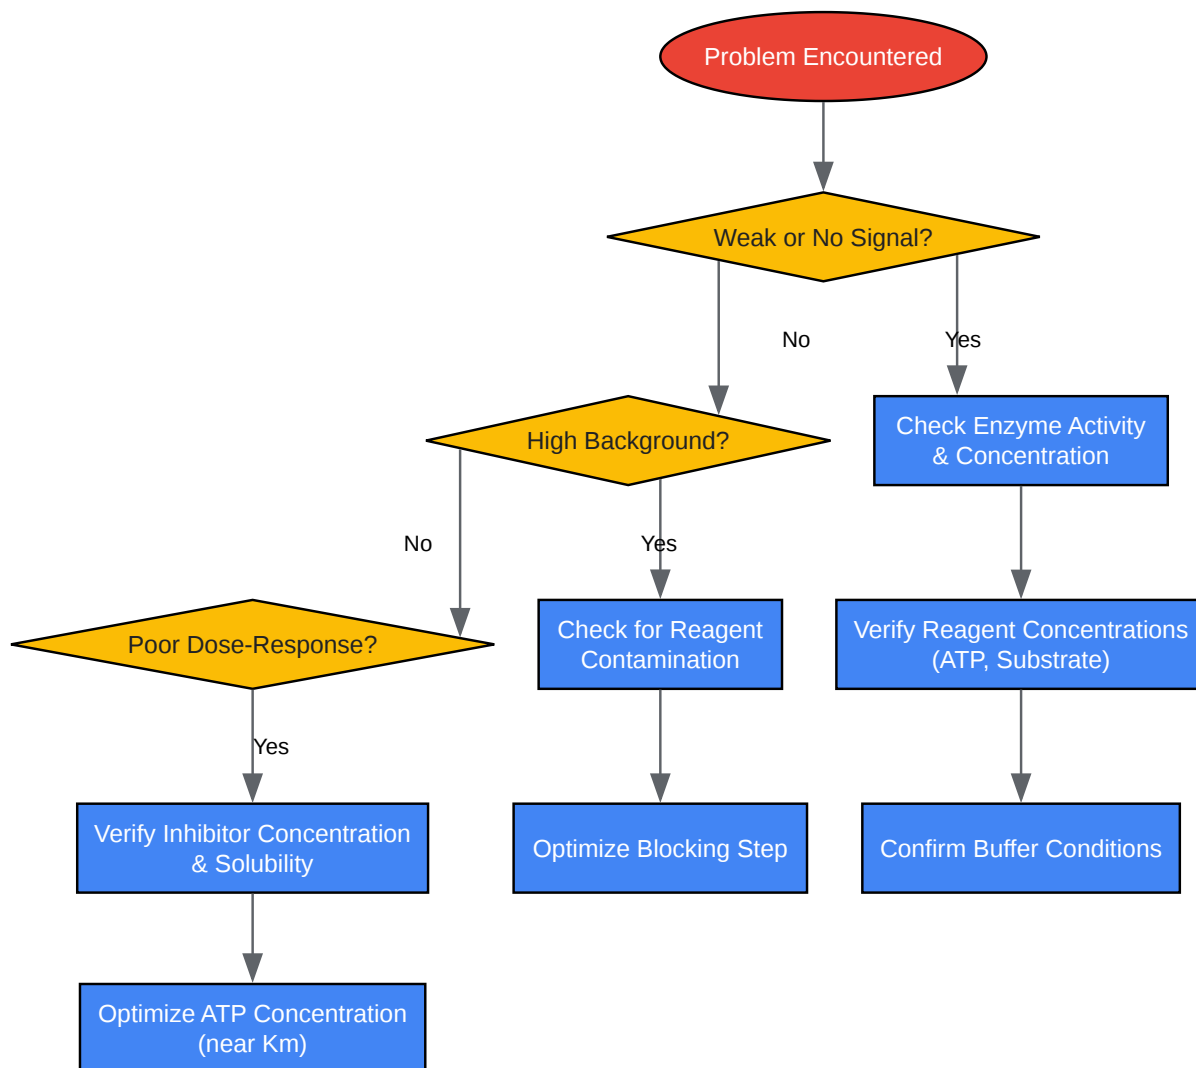 Problem Encountered
Weak or No Signal?
No
Yes
High Background?
Check Enzyme Activity
& Concentration
No
Yes
Poor Dose-Response?
Check for Reagent
Contamination
Verify Reagent Concentrations
(ATP, Substrate)
Yes
Verify Inhibitor Concentration
& Solubility
Optimize Blocking Step
Confirm Buffer Conditions
Optimize ATP Concentration
(near Km)